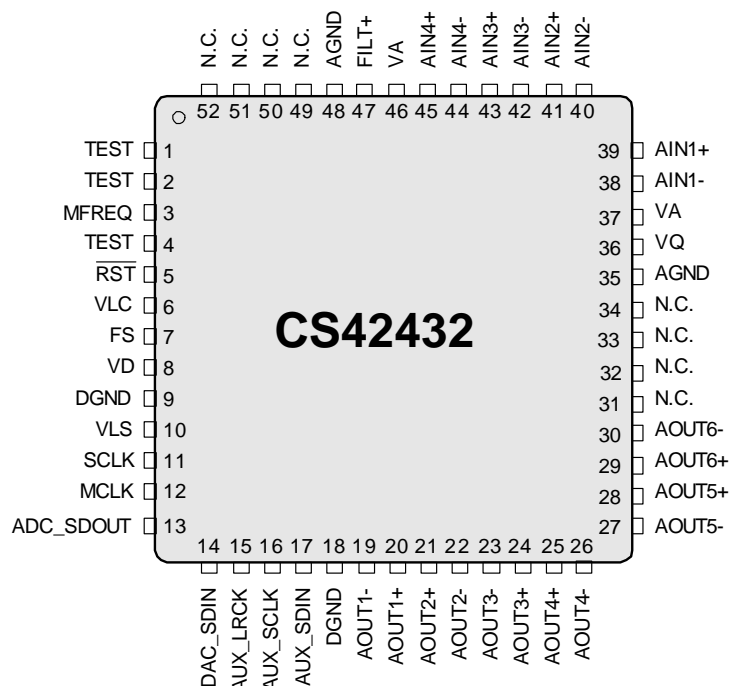 N.C.
N.C.
N.C.
N.C.
AGND
FILT+
VA
AIN4+
AIN4-
AIN3+
AIN3-
AIN2+
AIN2-
52 51 50 49 48 47 46 45 44 43 42 41 40
TEST 1
TEST 2
MFREQ 3
TEST 4
RST 5
VLC 6
FS 7
VD 8
DGND 9
VLS 10
SCLK 11
MCLK 12
ADC_SDOUT 13
CS42432
39 AIN1+
38 AIN1-
37 VA
36 VQ
35 AGND
34 N.C.
33 N.C.
32 N.C.
31 N.C.
30 AOUT6-
29 AOUT6+
28 AOUT5+
27 AOUT5-
14 15 16 17 18 19 20 21 22 23 24 25 26
DAC_SDIN
AUX_LRCK
AUX_SCLK
AUX_SDIN
DGND
AOUT1-
AOUT1+
AOUT2+
AOUT2-
AOUT3-
AOUT3+
AOUT4+
AOUT4-